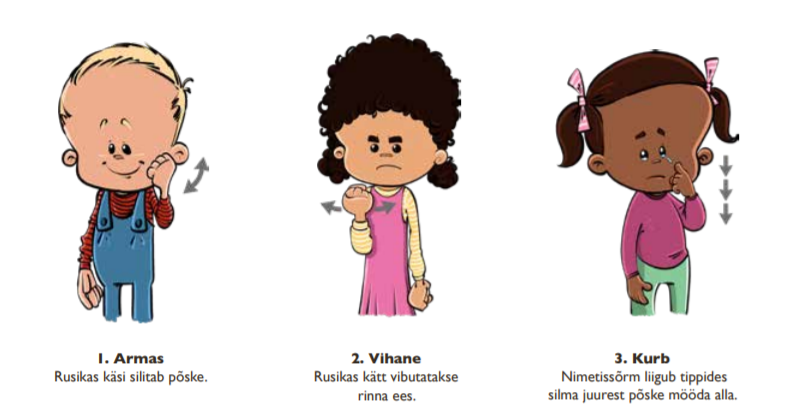 1. Armas
Rusikas käsi silitab põske.
2. Vihane
Rusikas kätt vibutatakse
rinna ees.
3. Kurb
Nimetissõrm liigub tippides
silma juurest põske mööda alla.